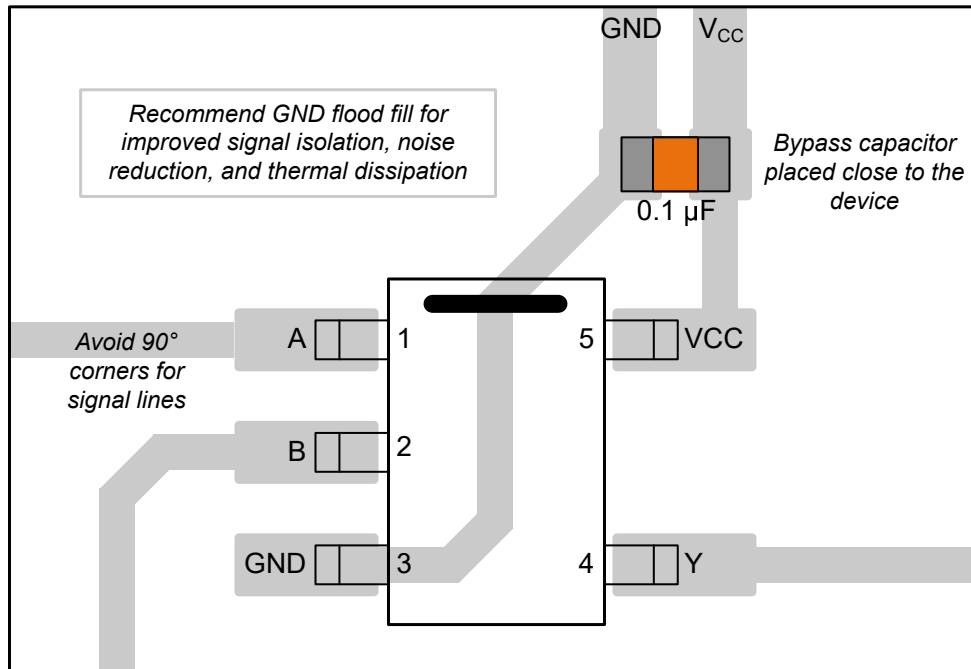 GND
VCC
Recommend GND flood fill for
improved signal isolation, noise
reduction, and thermal dissipation
Bypass capacitor
placed close to the
device
0.1 µF
A
1
5
VCC
Avoid 90°
corners for
signal lines
B
2
GND
3
4
Y